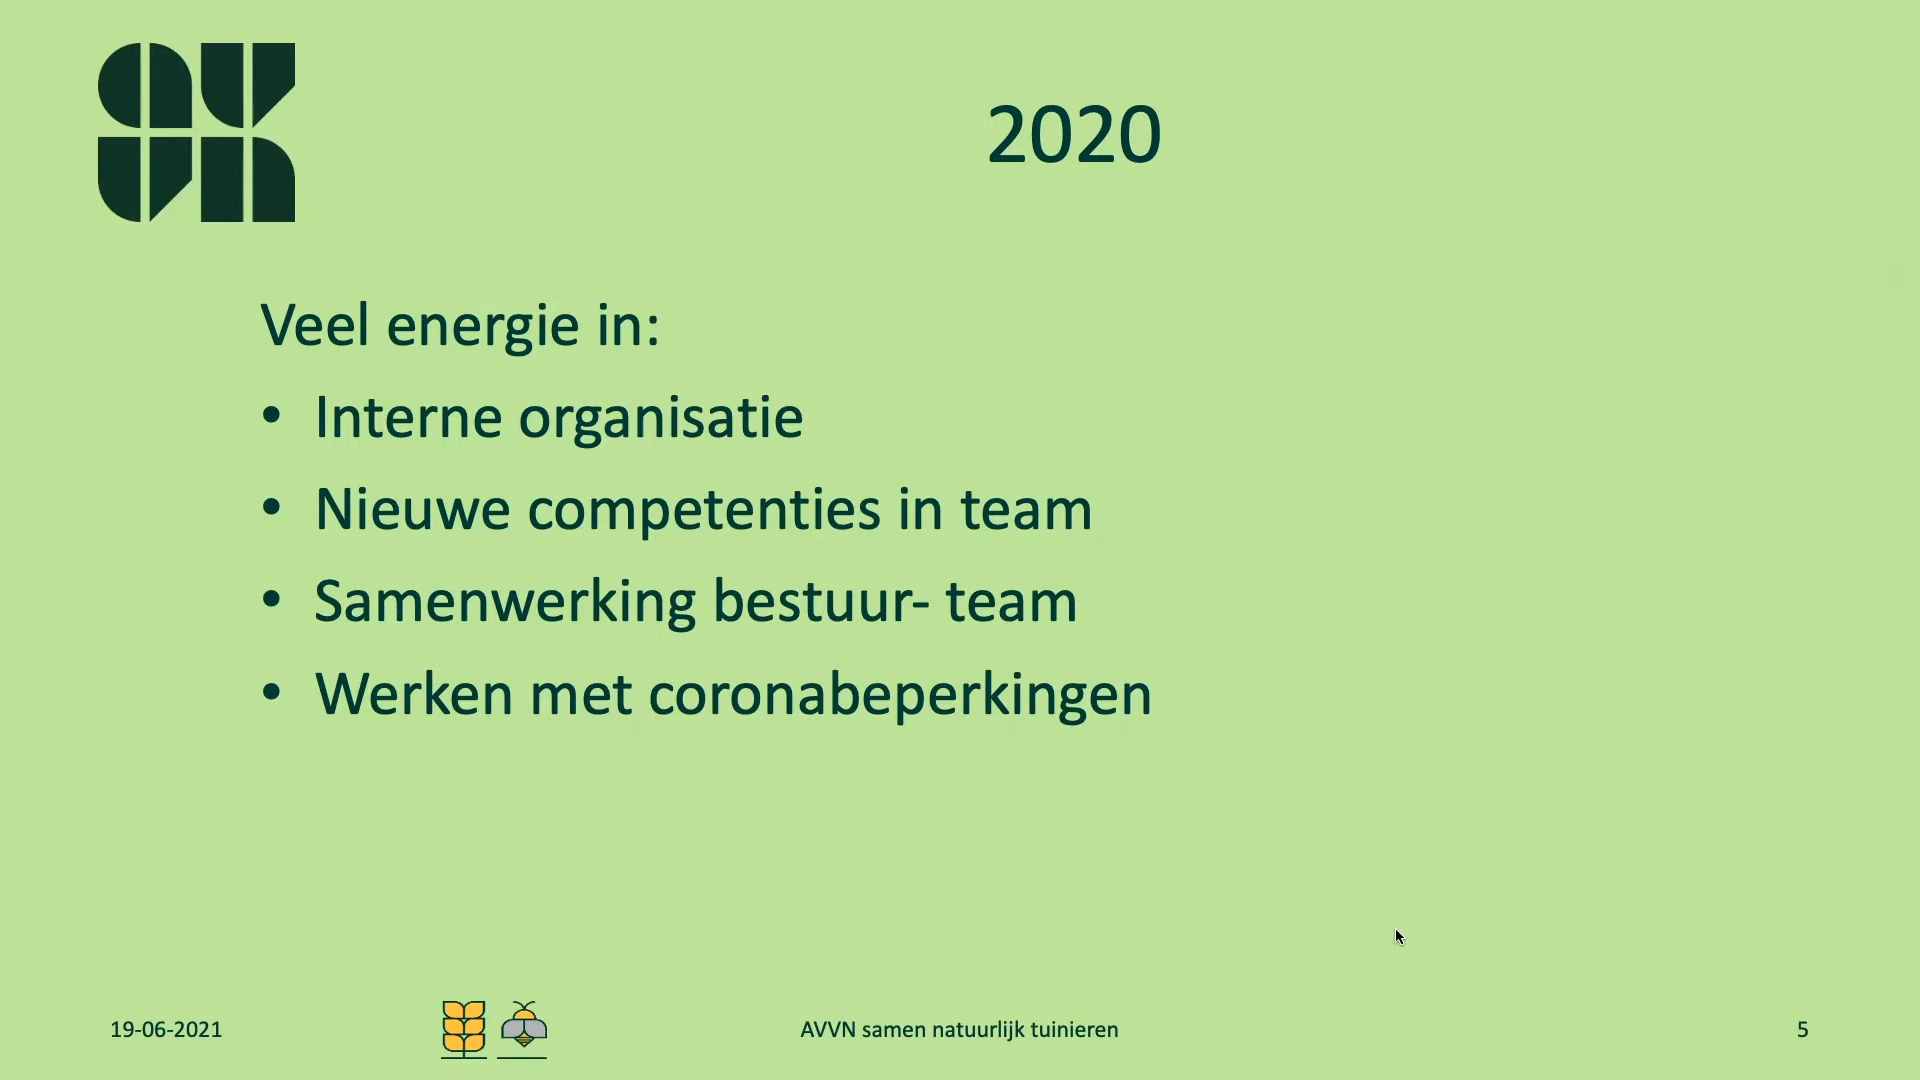 AVVN
2020
Veel energie in:
• Interne organisatie
• Nieuwe competenties in team
• Samenwerking bestuur- team
• Werken met coronabeperkingen
19-06-2021
AVVN samen natuurlijk tuinieren
5